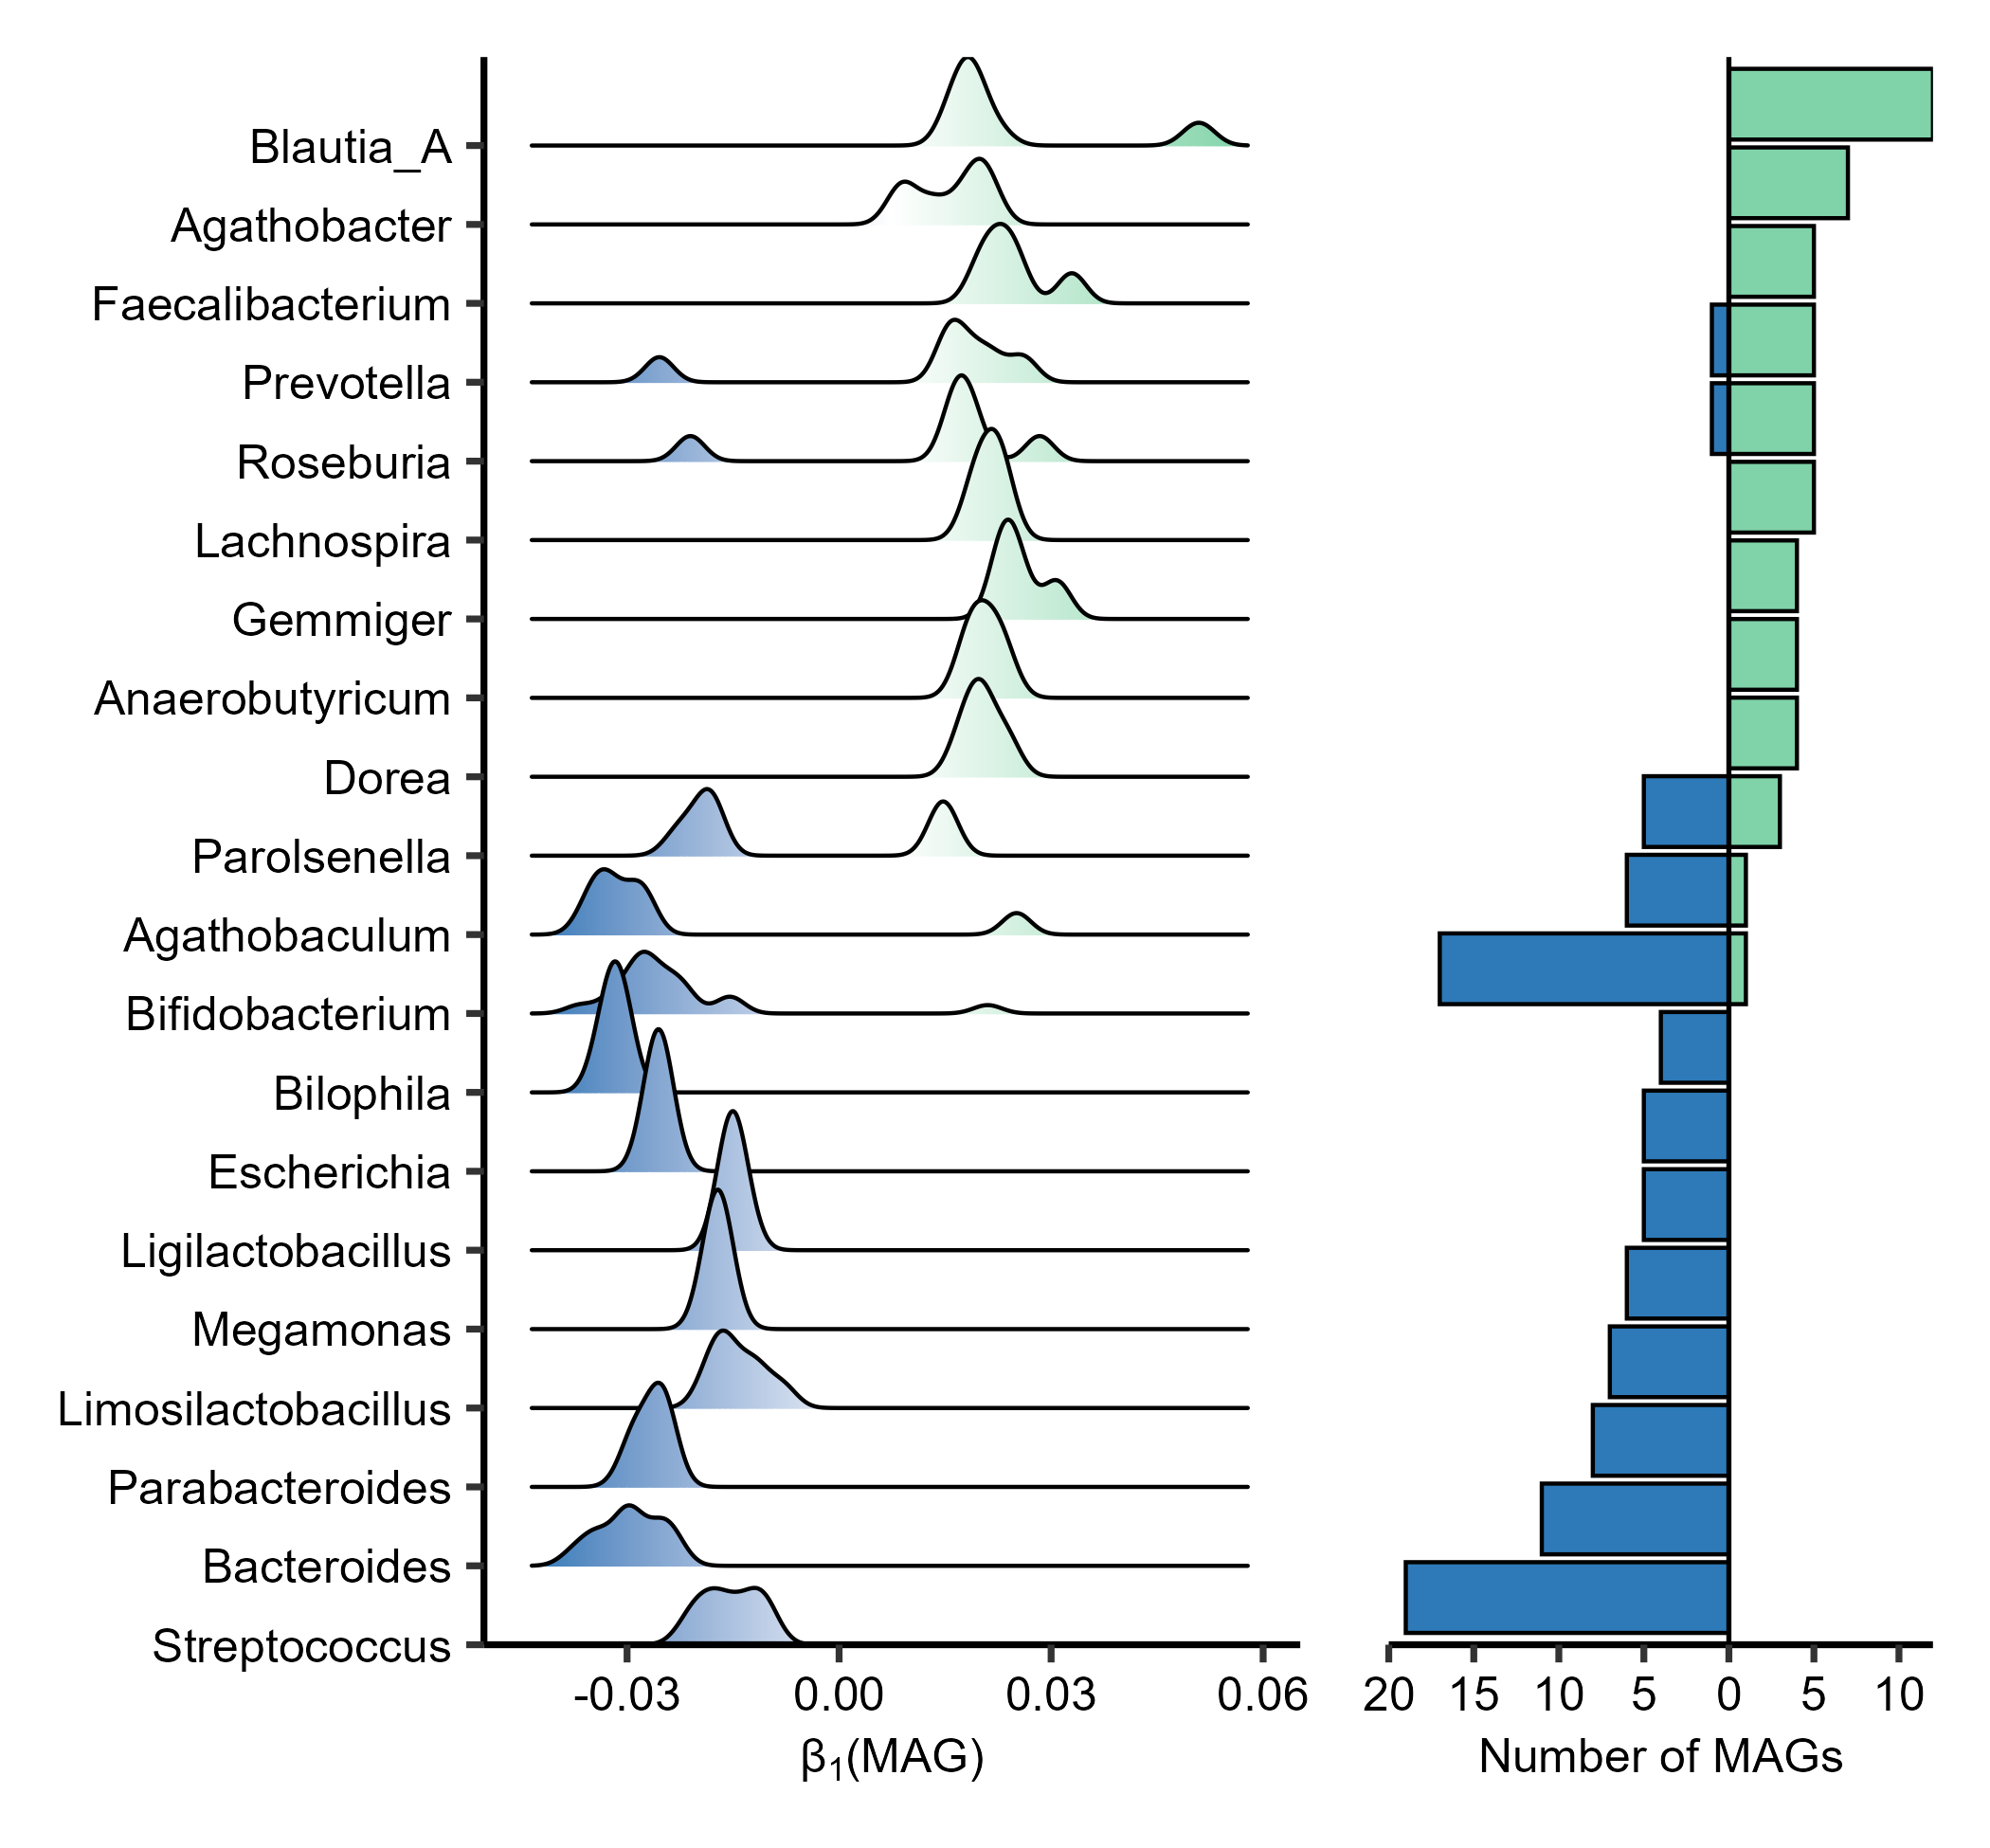 Blautia_A
Agathobacter
Faecalibacterium
Prevotella
Roseburia
Lachnospira
Gemmiger
Anaerobutyricum
Dorea
Parolsenella
Agathobaculum
Bifidobacterium
Bilophila
Escherichia
Ligilactobacillus
Megamonas
Limosilactobacillus
Parabacteroides
Bacteroides
Streptococcus
-0.03 0.00 0.03 0.06
β₁(MAG)
20 15 10 5 0 5 10
Number of MAGs